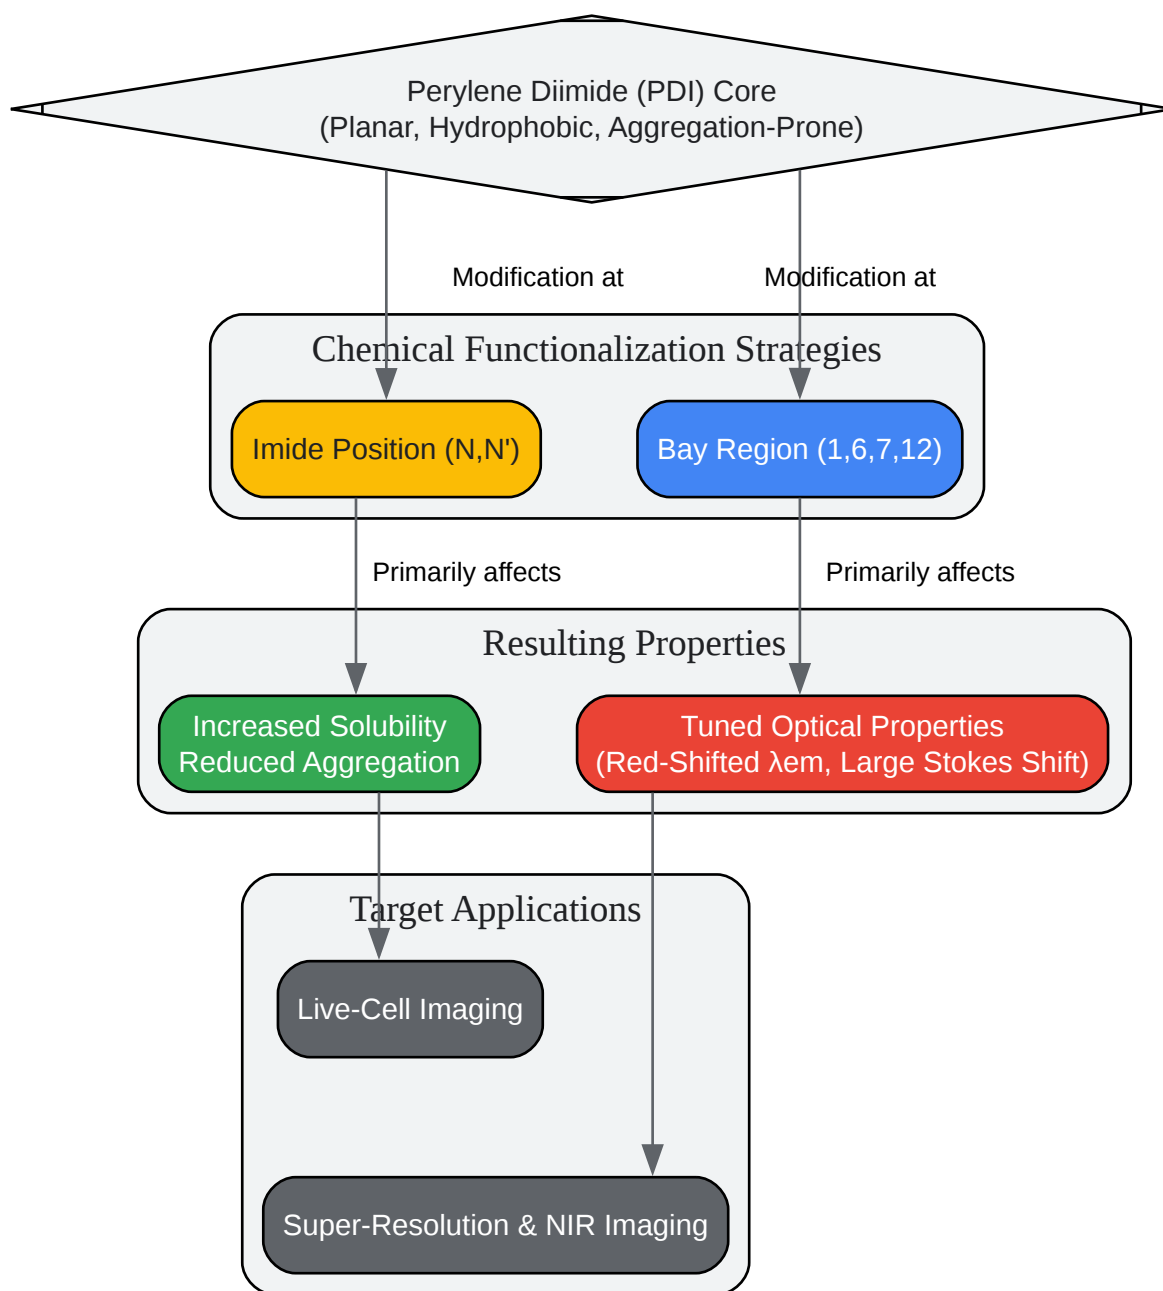 Perylene Diimide (PDI) Core
(Planar, Hydrophobic, Aggregation-Prone)
Modification at
Modification at
Chemical Functionalization Strategies
Imide Position (N,N')
Bay Region (1,6,7,12)
Primarily affects
Primarily affects
Resulting Properties
Increased Solubility
Reduced Aggregation
Tuned Optical Properties
(Red-Shifted λem, Large Stokes Shift)
Target Applications
Live-Cell Imaging
Super-Resolution & NIR Imaging